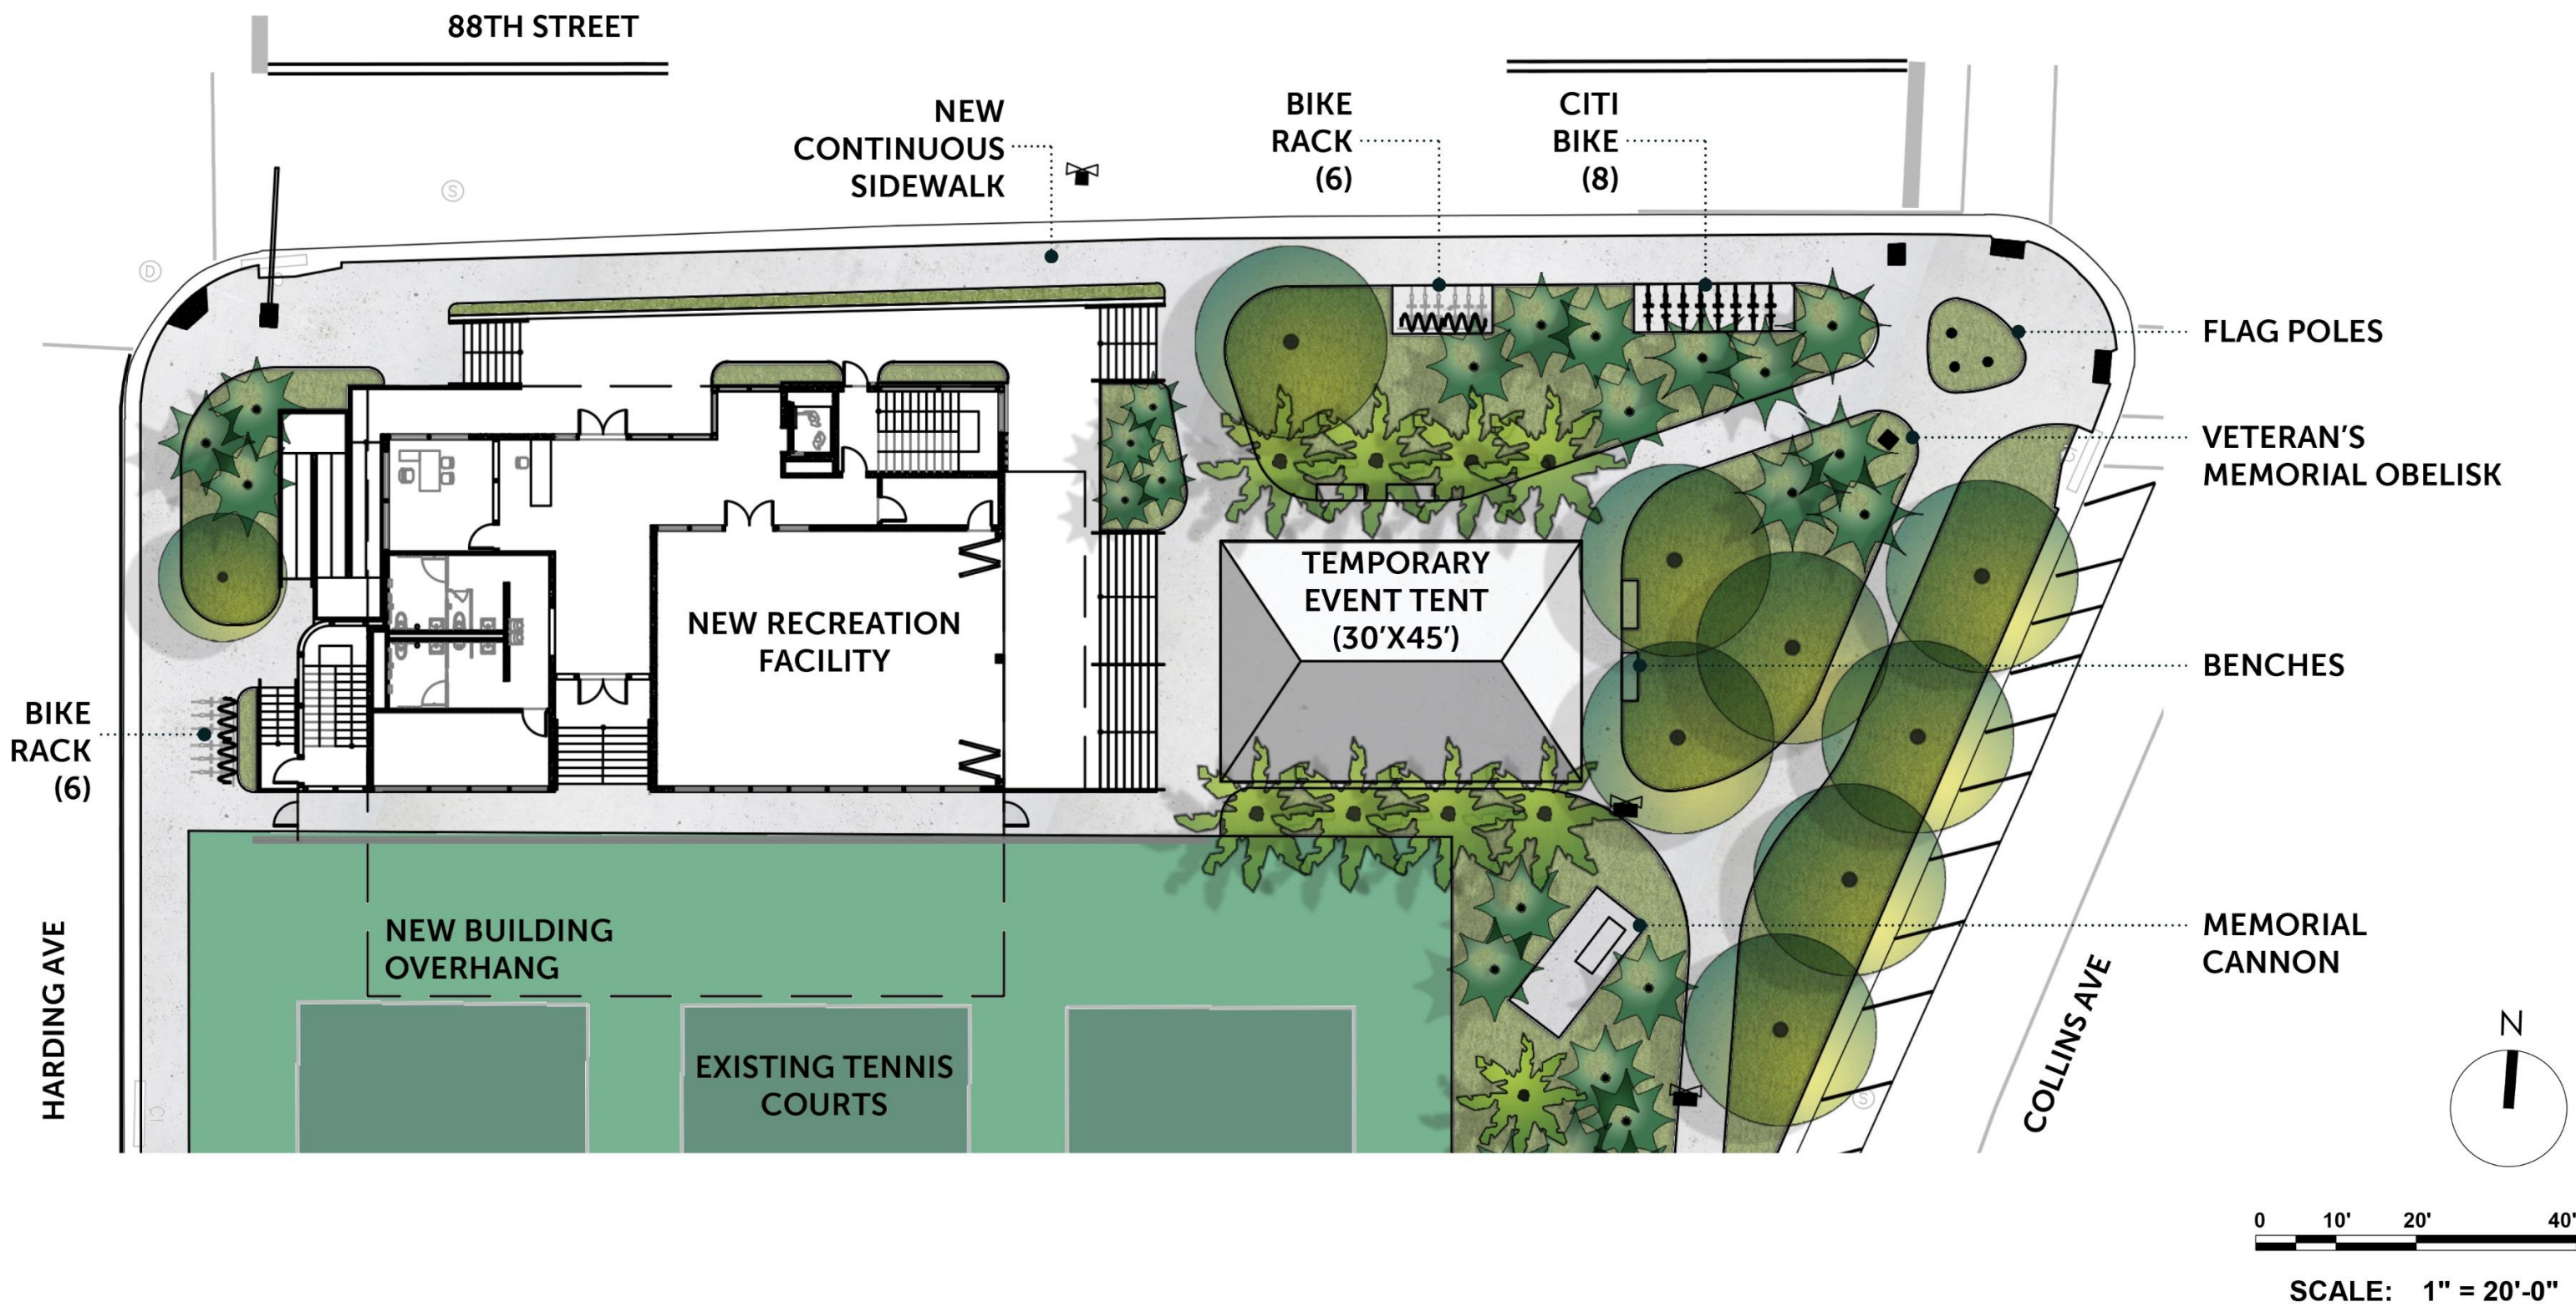 88TH STREET
NEW
CONTINUOUS
SIDEWALK
BIKE
RACK
(6)
CITI
BIKE
(8)
FLAG POLES
VETERAN'S
MEMORIAL OBELISK
TEMPORARY
EVENT TENT
(30'X45')
NEW RECREATION
FACILITY
BENCHES
BIKE
RACK
(6)
NEW BUILDING
OVERHANG
MEMORIAL
CANNON
HARDING AVE
EXISTING TENNIS
COURTS
COLLINS AVE
N
S
D
S
0 10' 20' 40'
SCALE: 1" = 20'-0"